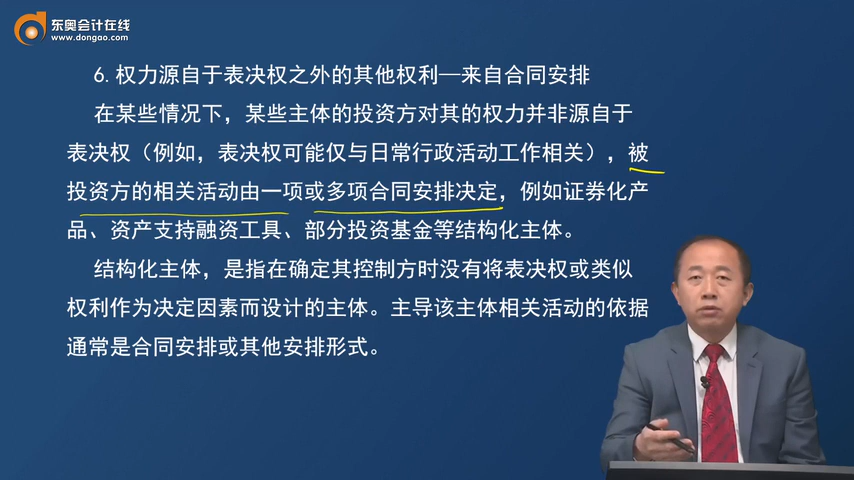 东奥会计在线
www.dongao.com
6.权力源自于表决权之外的其他权利—来自合同安排
在某些情况下，某些主体的投资方对其的权力并非源自于
表决权（例如，表决权可能仅与日常行政活动工作相关），被
投资方的相关活动由一项或多项合同安排决定，例如证券化产
品、资产支持融资工具、部分投资基金等结构化主体。
结构化主体，是指在确定其控制方时没有将表决权或类似
权利作为决定因素而设计的主体。主导该主体相关活动的依据
通常是合同安排或其他安排形式。